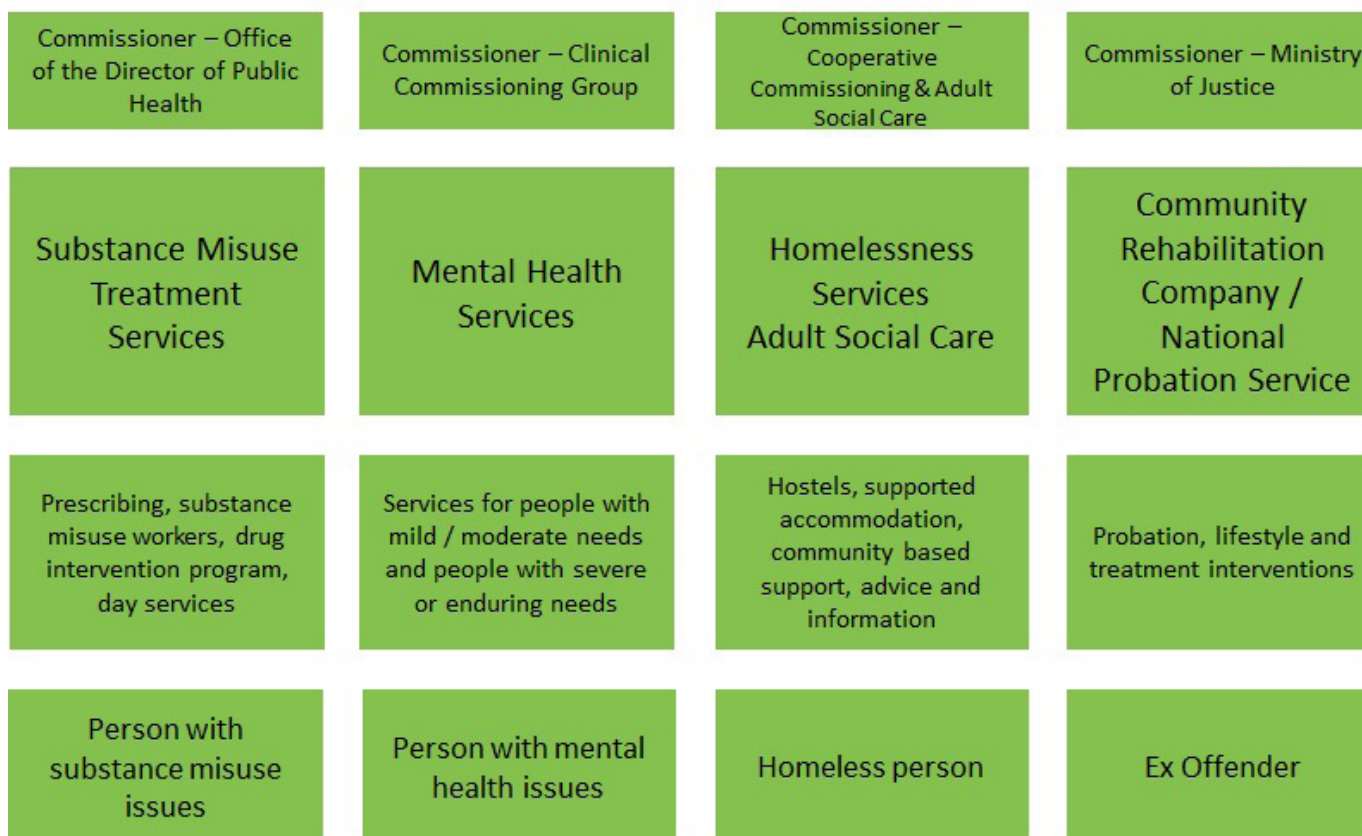 Commissioner – Office
of the Director of Public
Health
Commissioner – Clinical
Commissioning Group
Commissioner –
Cooperative
Commissioning & Adult
Social Care
Commissioner – Ministry
of Justice
Substance Misuse
Treatment
Services
Mental Health
Services
Homelessness
Services
Adult Social Care
Community
Rehabilitation
Company /
National
Probation Service
Prescribing, substance
misuse workers, drug
intervention program,
day services
Services for people with
mild / moderate needs
and people with severe
or enduring needs
Hostels, supported
accommodation,
community based
support, advice and
information
Probation, lifestyle and
treatment interventions
Person with
substance misuse
issues
Person with mental
health issues
Homeless person
Ex Offender